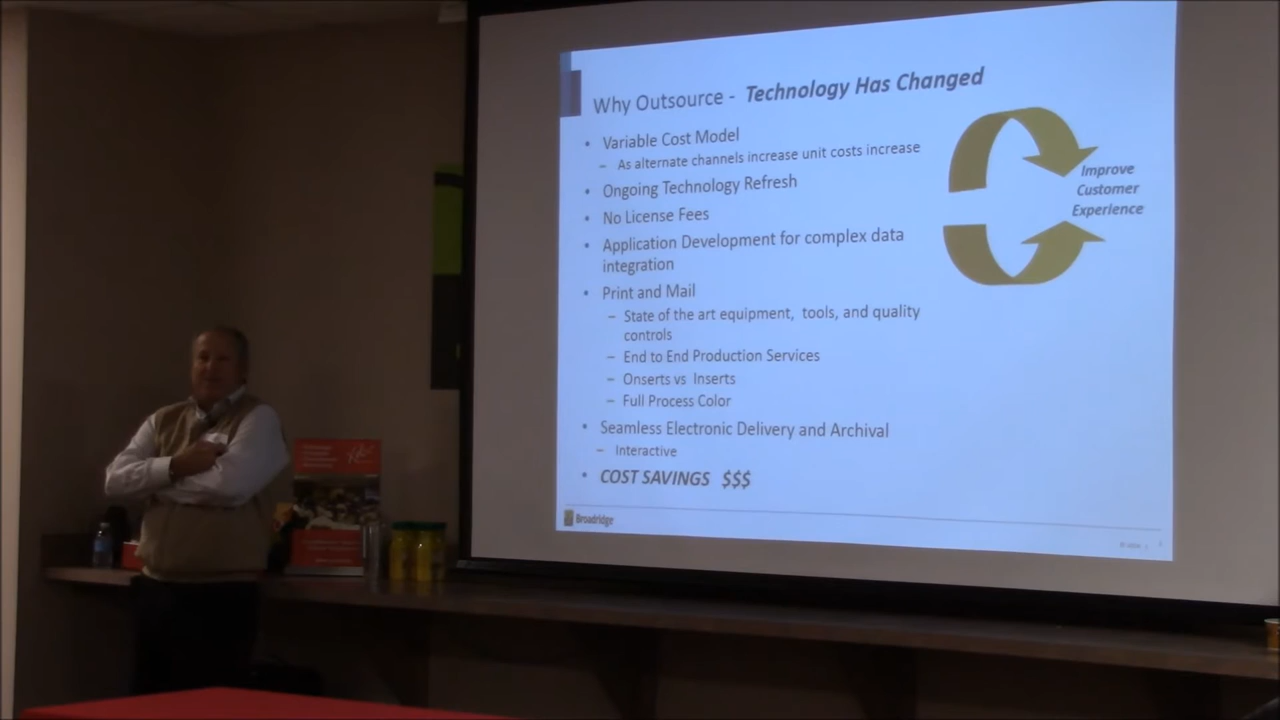 Why Outsource - Technology Has Changed
• Variable Cost Model
– As alternate channels increase unit costs increase
• Ongoing Technology Refresh
• No License Fees
• Application Development for complex data
integration
• Print and Mail
– State of the art equipment, tools, and quality
controls
– End to End Production Services
– Onserts vs Inserts
– Full Process Color
• Seamless Electronic Delivery and Archival
– Interactive
• COST SAVINGS $$$
Improve
Customer
Experience
Broadridge